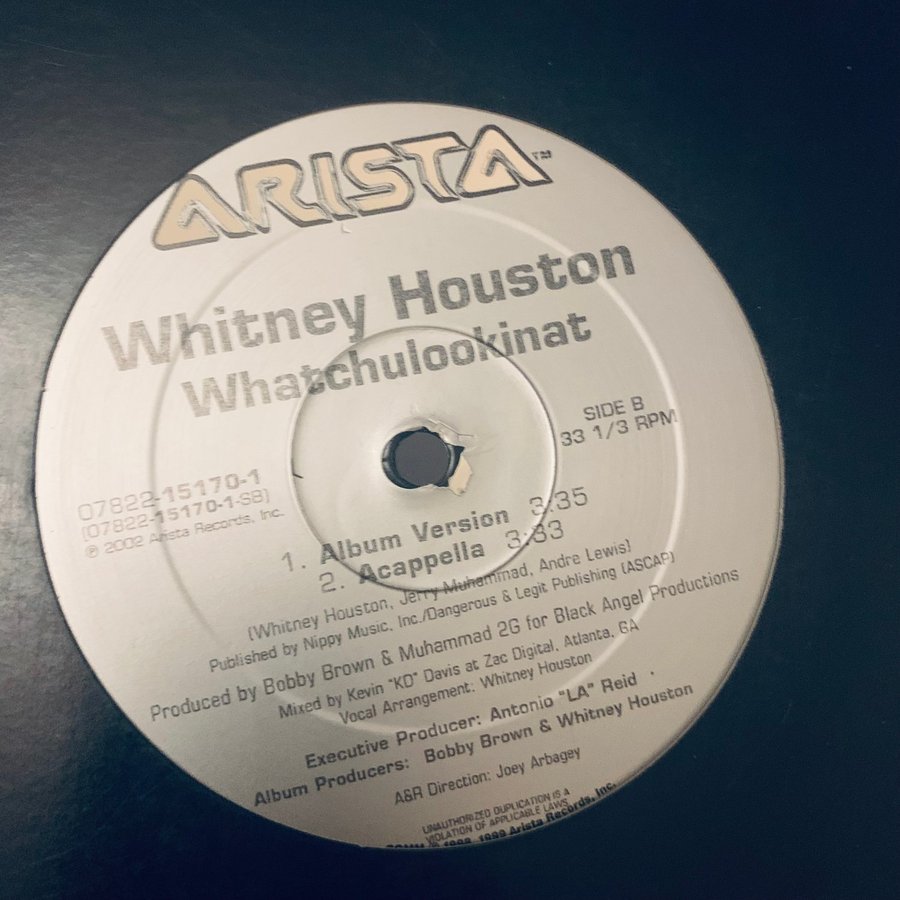 ARISTA™
Whitney Houston
Whatchulookinat
SIDE B
33 1/3 RPM
07822-15170-1
(07822-15170-1-SB)
℗ 2002 Arista Records, Inc.
1. Album Version 3:35
2. Acappella 3:33
(Whitney Houston, Jerry Muhammad, Andre Lewis)
Published by Nippy Music, Inc./Dangerous & Legit Publishing (ASCAP)
Produced by Bobby Brown & Muhammad 2G for Black Angel Productions
Mixed by Kevin "KD" Davis at Zac Digital, Atlanta, GA
Vocal Arrangement: Whitney Houston
Executive Producer: Antonio "LA" Reid
Album Producers: Bobby Brown & Whitney Houston
A&R Direction: Joey Arbagey
UNAUTHORIZED DUPLICATION IS A
VIOLATION OF APPLICABLE LAWS
1999 Arista Records, Inc.